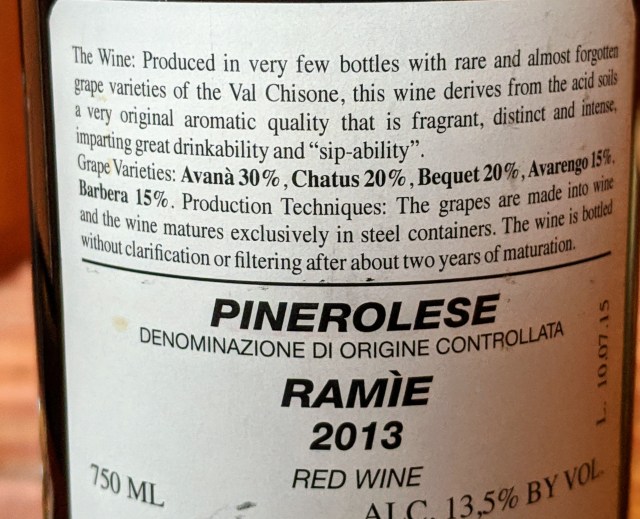 The Wine: Produced in very few bottles with rare and almost forgotten
grape varieties of the Val Chisone, this wine derives from the acid soils
a very original aromatic quality that is fragrant, distinct and intense,
imparting great drinkability and “sip-ability”.
Grape Varieties: Avanà 30%, Chatus 20%, Bequet 20%, Avarengo 15%,
Barbera 15%. Production Techniques: The grapes are made into wine
and the wine matures exclusively in steel containers. The wine is bottled
without clarification or filtering after about two years of maturation.
PINEROLESE
DENOMINAZIONE DI ORIGINE CONTROLLATA
RAMÌE
2013
RED WINE
750 ML
ALC. 13,5% BY VOL.
L. 10.07.15